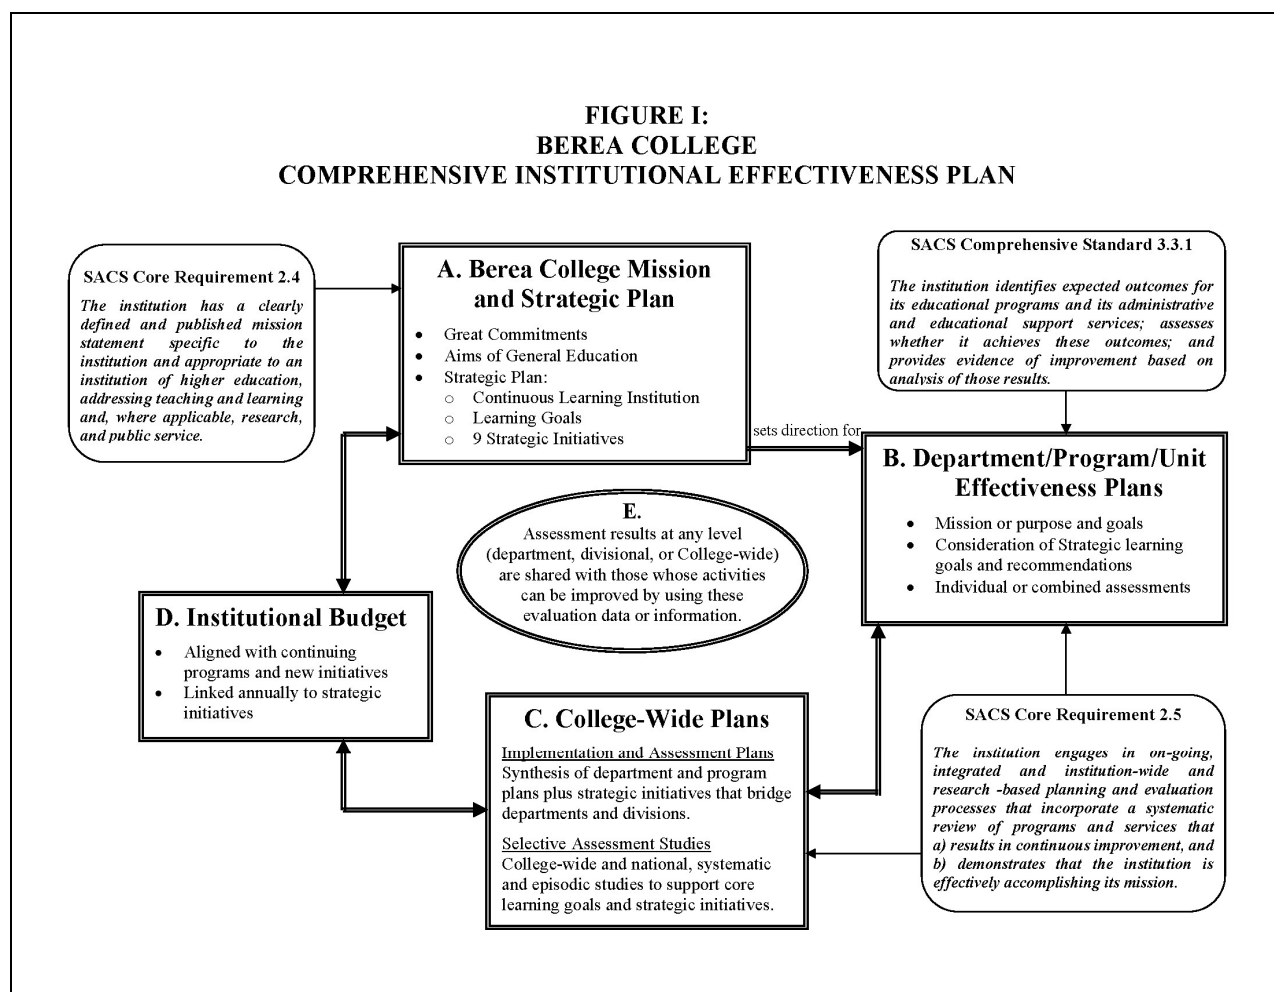 FIGURE I:
BEREA COLLEGE
COMPREHENSIVE INSTITUTIONAL EFFECTIVENESS PLAN
SACS Core Requirement 2.4
The institution has a clearly
defined and published mission
statement specific to the
institution and appropriate to an
institution of higher education,
addressing teaching and learning
and, where applicable, research,
and public service.
A. Berea College Mission
and Strategic Plan
• Great Commitments
• Aims of General Education
• Strategic Plan:
o Continuous Learning Institution
o Learning Goals
o 9 Strategic Initiatives
sets direction for
SACS Comprehensive Standard 3.3.1
The institution identifies expected outcomes for
its educational programs and its administrative
and educational support services; assesses
whether it achieves these outcomes; and
provides evidence of improvement based on
analysis of those results.
B. Department/Program/Unit
Effectiveness Plans
• Mission or purpose and goals
• Consideration of Strategic learning
goals and recommendations
• Individual or combined assessments
E.
Assessment results at any level
(department, divisional, or College-wide)
are shared with those whose activities
can be improved by using these
evaluation data or information.
D. Institutional Budget
• Aligned with continuing
programs and new initiatives
• Linked annually to strategic
initiatives
C. College-Wide Plans
Implementation and Assessment Plans
Synthesis of department and program
plans plus strategic initiatives that bridge
departments and divisions.
Selective Assessment Studies
College-wide and national, systematic
and episodic studies to support core
learning goals and strategic initiatives.
SACS Core Requirement 2.5
The institution engages in on-going,
integrated and institution-wide and
research -based planning and evaluation
processes that incorporate a systematic
review of programs and services that
a) results in continuous improvement, and
b) demonstrates that the institution is
effectively accomplishing its mission.